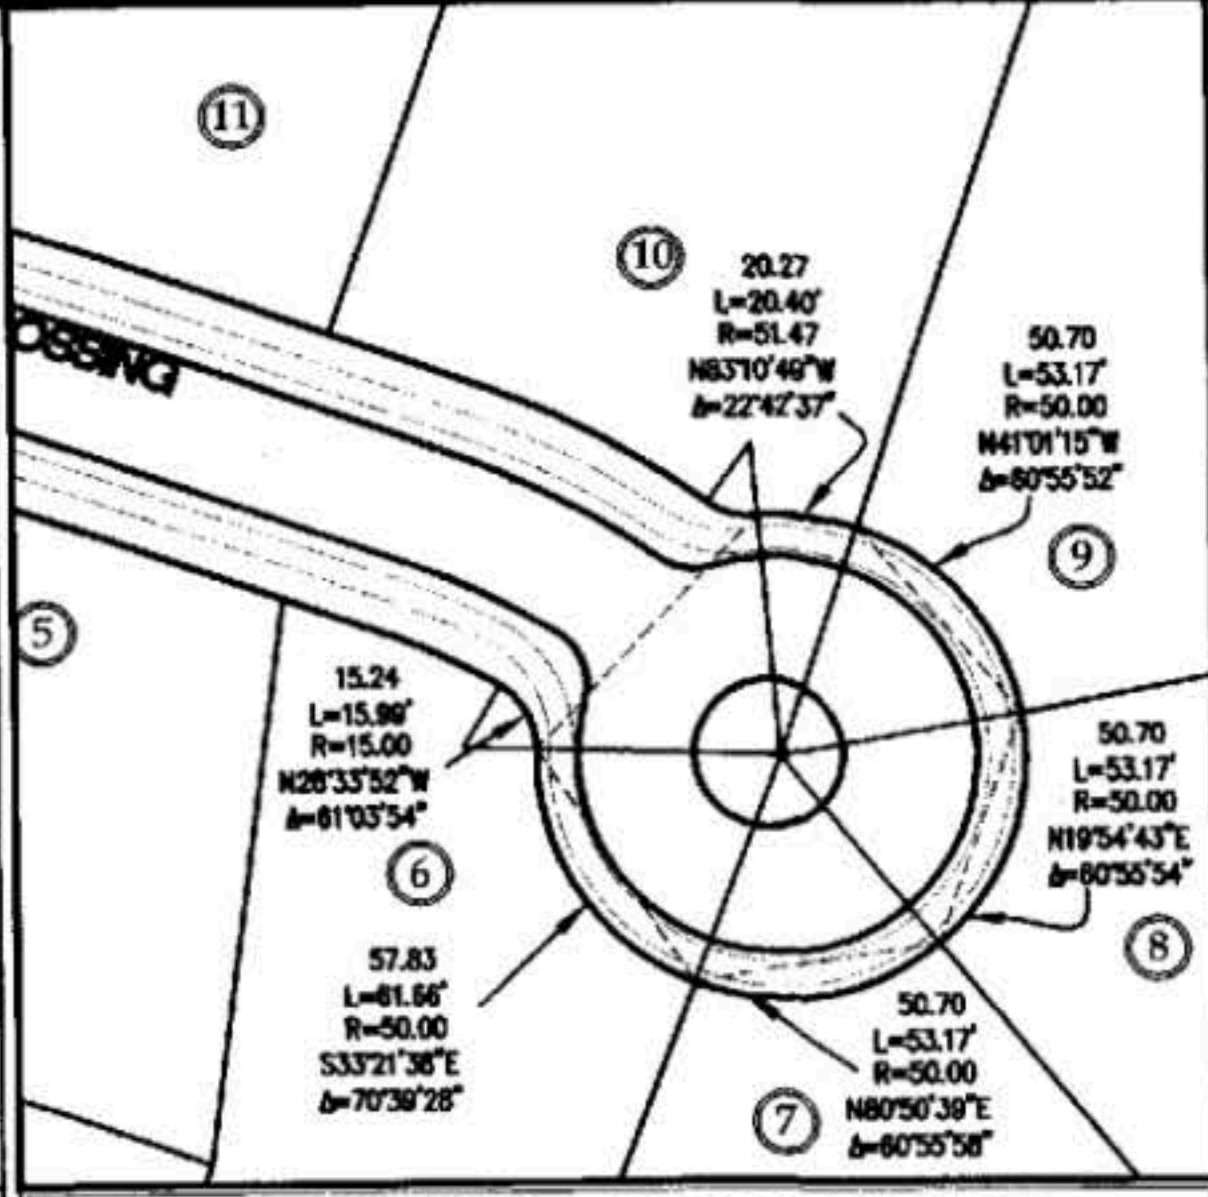 11
10
20.27
L=20.40'
R=51.47
N83°10'49"W
Δ=22°42'37"
50.70
L=53.17'
R=50.00
N41°01'15"W
Δ=60°55'52"
9
OSSING
5
15.24
L=15.99'
R=15.00
N28°33'52"W
Δ=61°03'54"
6
50.70
L=53.17'
R=50.00
N19°54'43"E
Δ=60°55'54"
8
57.83
L=61.66'
R=50.00
S33°21'38"E
Δ=70°39'28"
50.70
L=53.17'
R=50.00
N80°50'39"E
Δ=60°55'58"
7